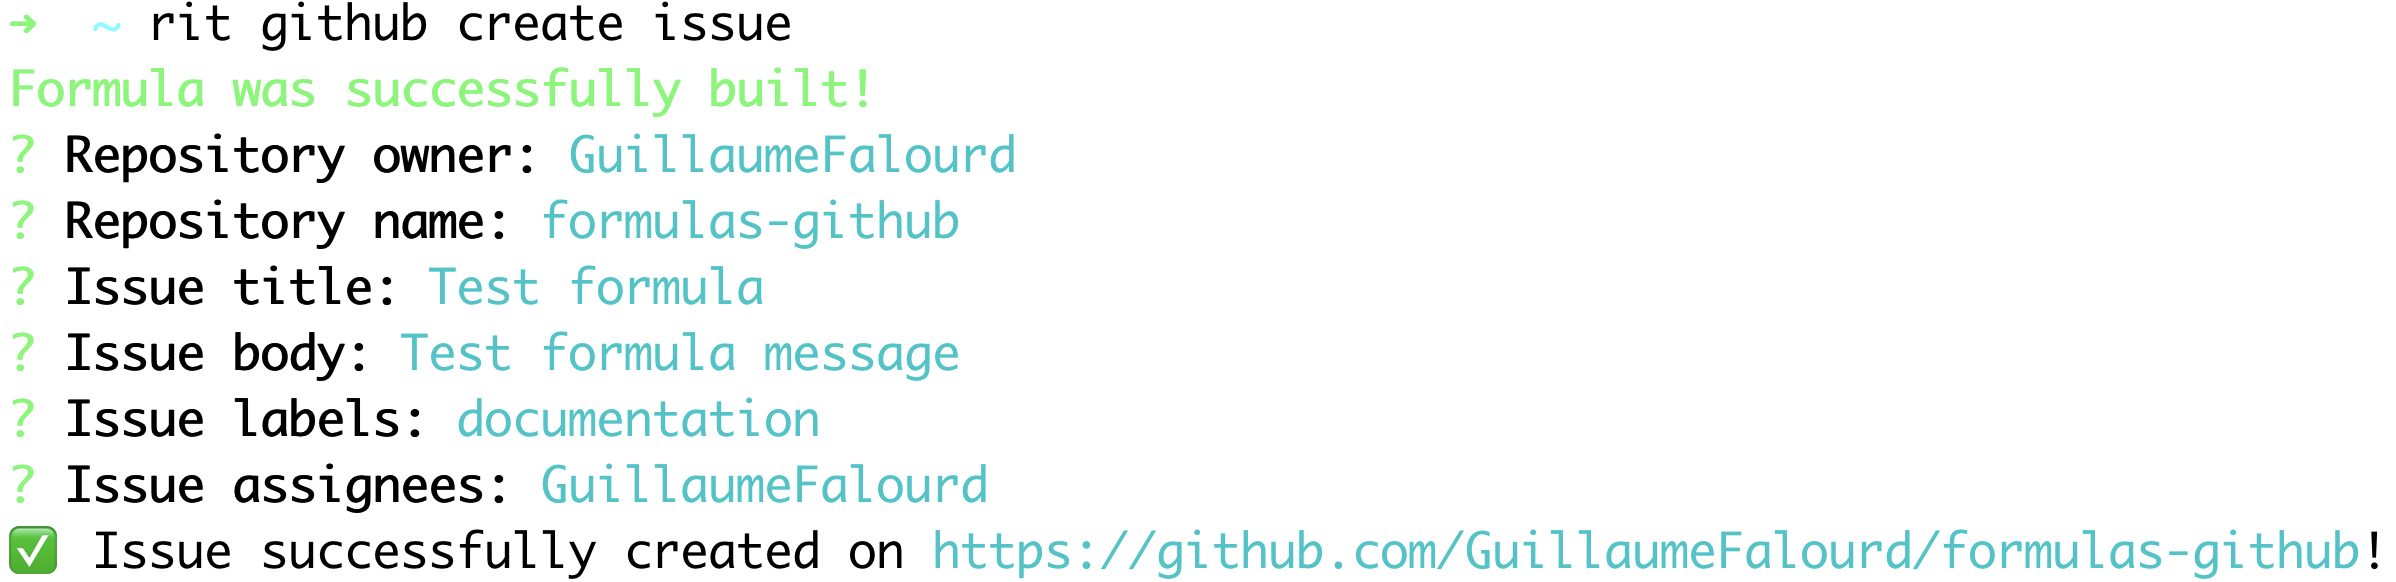 ➜  ~ rit github create issue
Formula was successfully built!
? Repository owner: GuillaumeFalourd
? Repository name: formulas-github
? Issue title: Test formula
? Issue body: Test formula message
? Issue labels: documentation
? Issue assignees: GuillaumeFalourd
✅ Issue successfully created on https://github.com/GuillaumeFalourd/formulas-github!